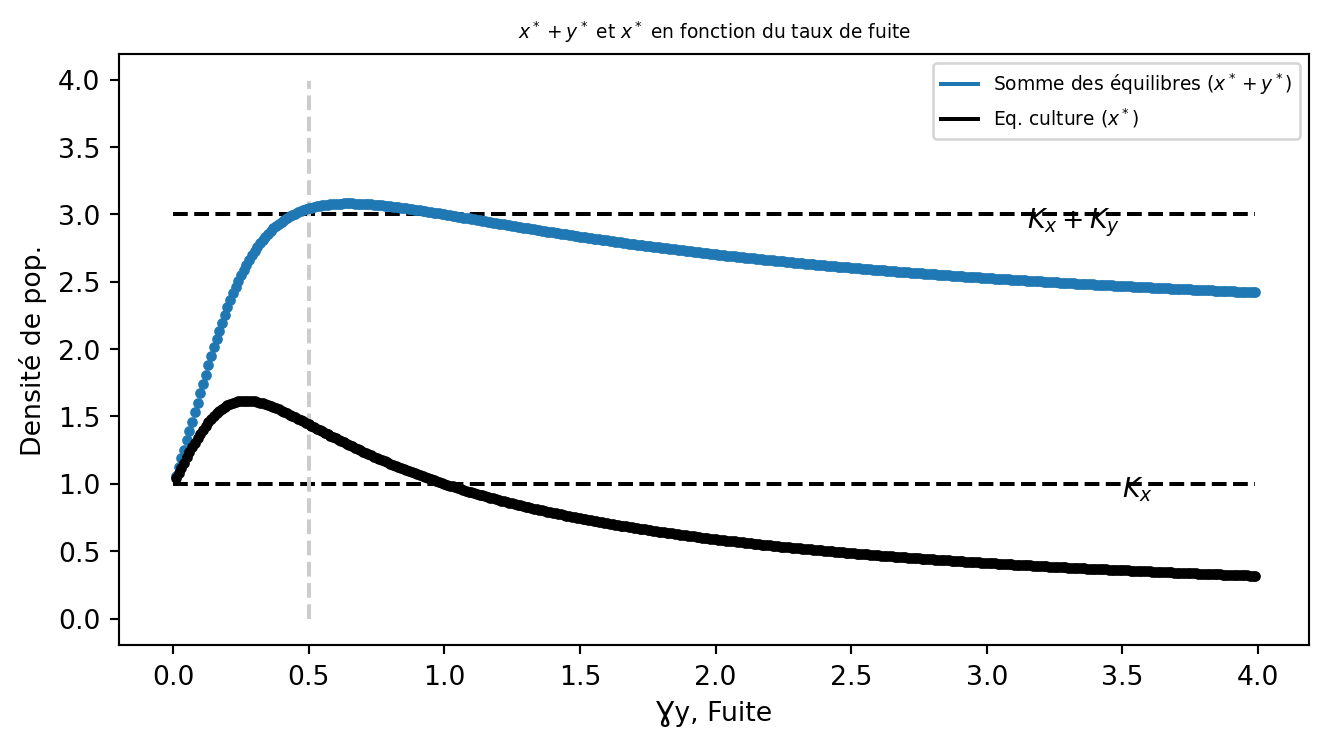 x* + y* et x* en fonction du taux de fuite
Somme des équilibres (x* + y*)
Eq. culture (x*)
Densité de pop.
4.0
3.5
3.0
2.5
2.0
1.5
1.0
0.5
0.0
Kx + Ky
Kx
0.0 0.5 1.0 1.5 2.0 2.5 3.0 3.5 4.0
Ɣy, Fuite